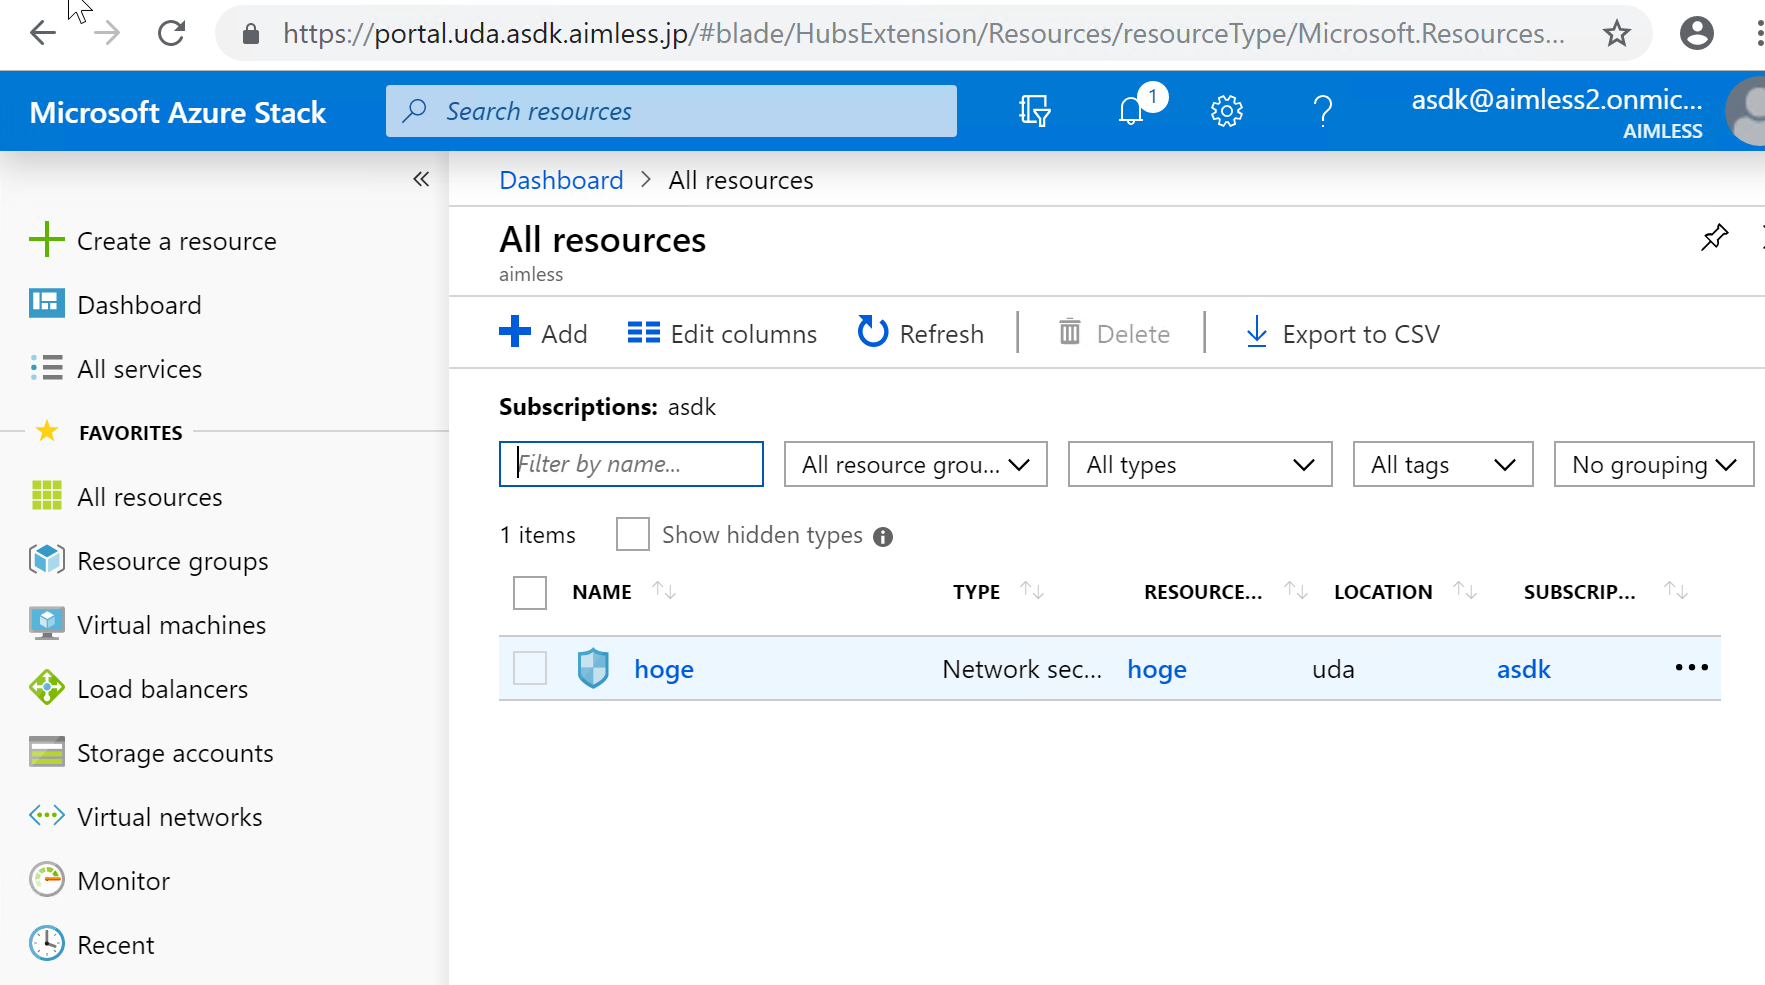 https://portal.uda.asdk.aimless.jp/#blade/HubsExtension/Resources/resourceType/Microsoft.Resources...
Microsoft Azure Stack
Search resources
1
?
asdk@aimless2.onmic...
AIMLESS
«
Dashboard > All resources
Create a resource
Dashboard
All services
FAVORITES
All resources
Resource groups
Virtual machines
Load balancers
Storage accounts
Virtual networks
Monitor
Recent
All resources
aimless
Add
Edit columns
Refresh
Delete
Export to CSV
Subscriptions: asdk
Filter by name...
All resource grou...
All types
All tags
No grouping
1 items
Show hidden types
NAME
TYPE
RESOURCE...
LOCATION
SUBSCRIP...
hoge
Network sec...
hoge
uda
asdk